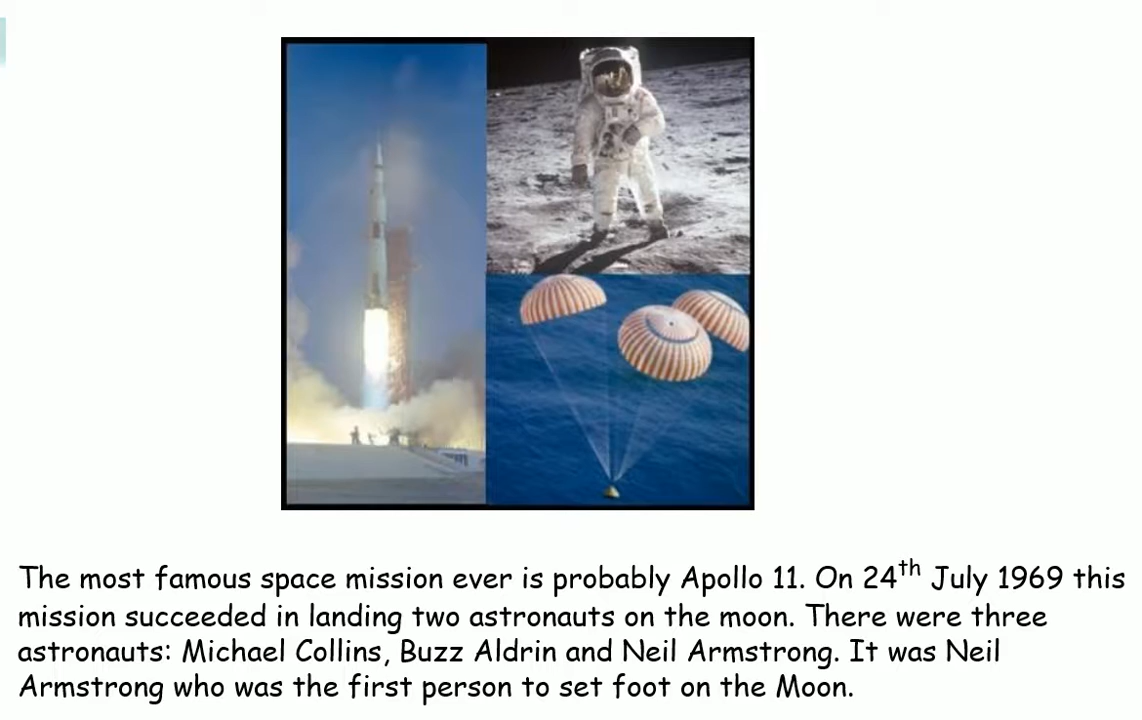 The most famous space mission ever is probably Apollo 11. On 24th July 1969 this
mission succeeded in landing two astronauts on the moon. There were three
astronauts: Michael Collins, Buzz Aldrin and Neil Armstrong. It was Neil
Armstrong who was the first person to set foot on the Moon.